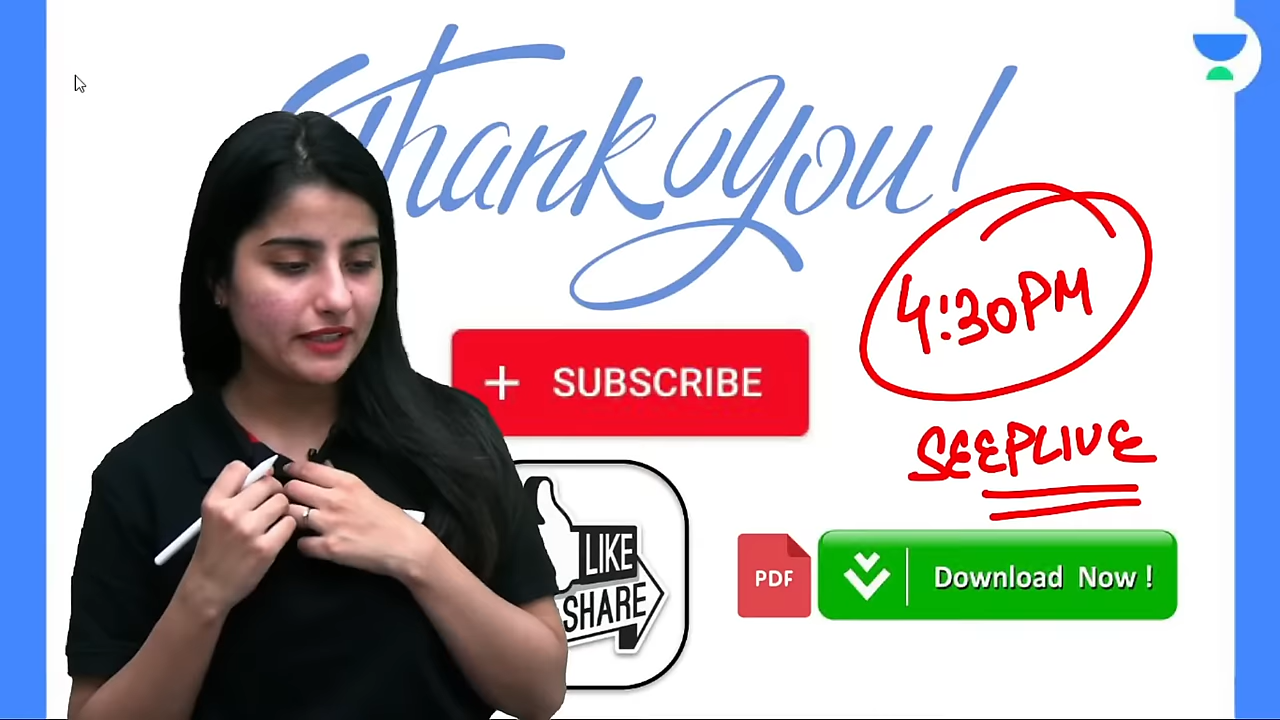 Thank You!
4:30PM
+ SUBSCRIBE
SEEPLIVE
LIKE
SHARE
PDF
Download Now !